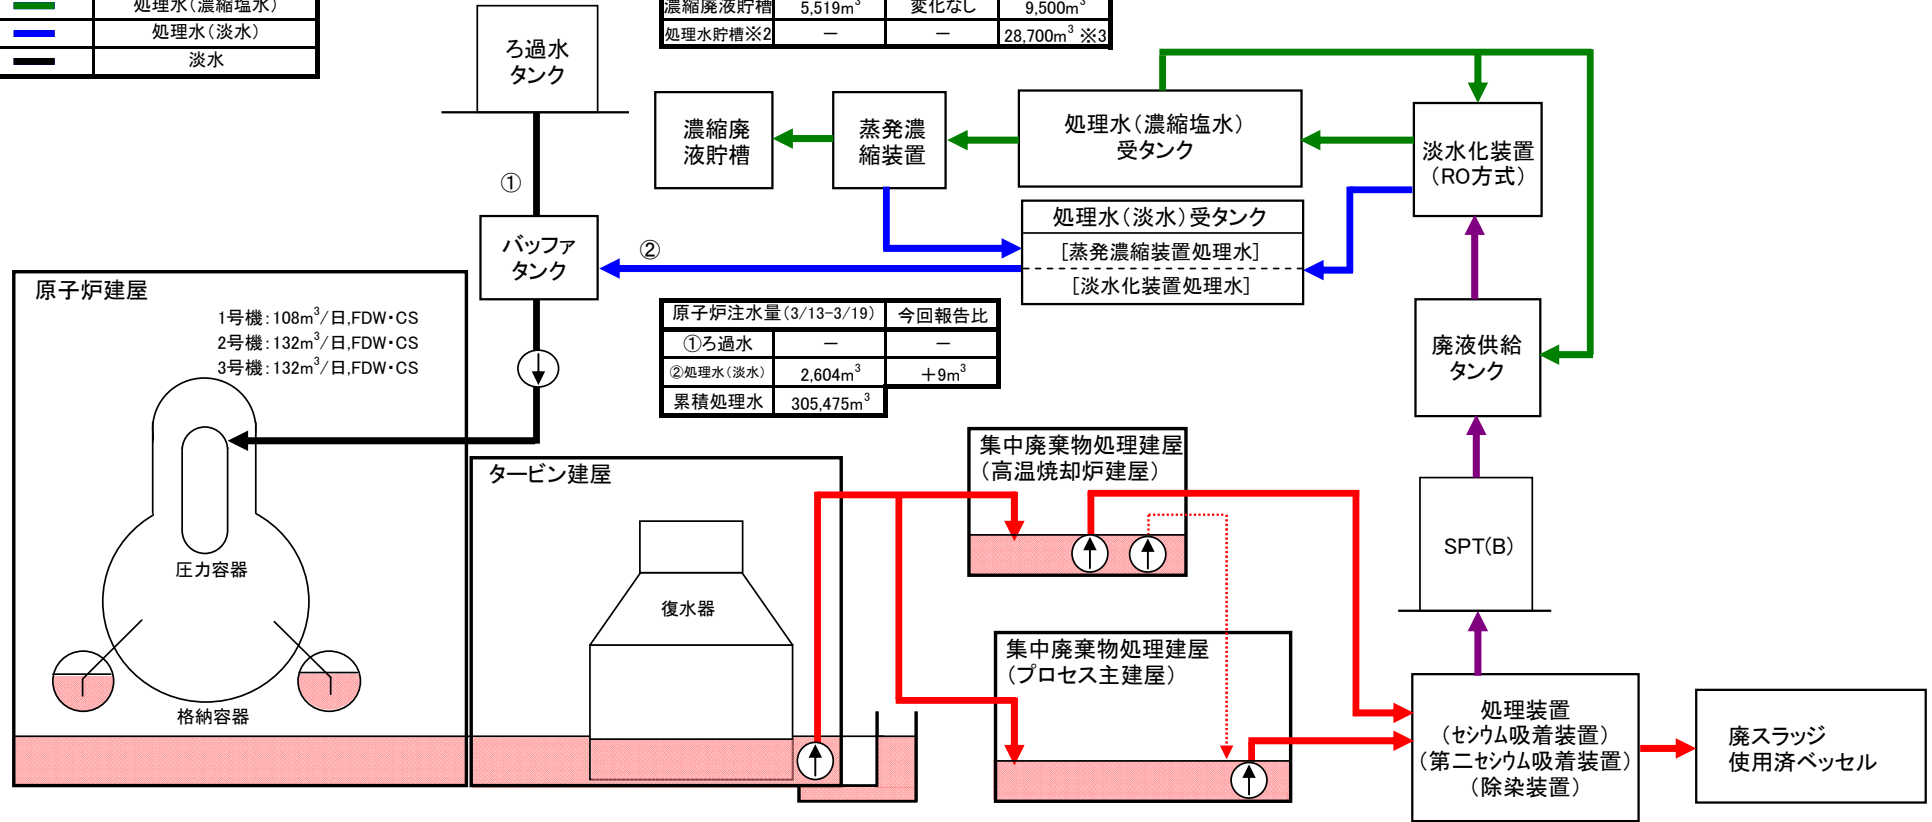 処理水(濃縮塩水)
処理水(淡水)
淡水
濃縮廃液貯槽 5,519m³ 変化なし 9,500m³
処理水貯槽※2 － － 28,700m³ ※3
ろ過水
タンク
濃縮廃
液貯槽
蒸発濃
縮装置
処理水(濃縮塩水)
受タンク
淡水化装置
(RO方式)
①
バッファ
タンク
②
処理水(淡水)受タンク
[蒸発濃縮装置処理水]
[淡水化装置処理水]
原子炉建屋
1号機:108m³/日,FDW・CS
2号機:132m³/日,FDW・CS
3号機:132m³/日,FDW・CS
原子炉注水量(3/13-3/19) 今回報告比
①ろ過水 － －
②処理水(淡水) 2,604m³ ＋9m³
累積処理水 305,475m³
廃液供給
タンク
タービン建屋
集中廃棄物処理建屋
(高温焼却炉建屋)
SPT(B)
圧力容器
復水器
格納容器
集中廃棄物処理建屋
(プロセス主建屋)
処理装置
(セシウム吸着装置)
(第二セシウム吸着装置)
(除染装置)
廃スラッジ
使用済ベッセル